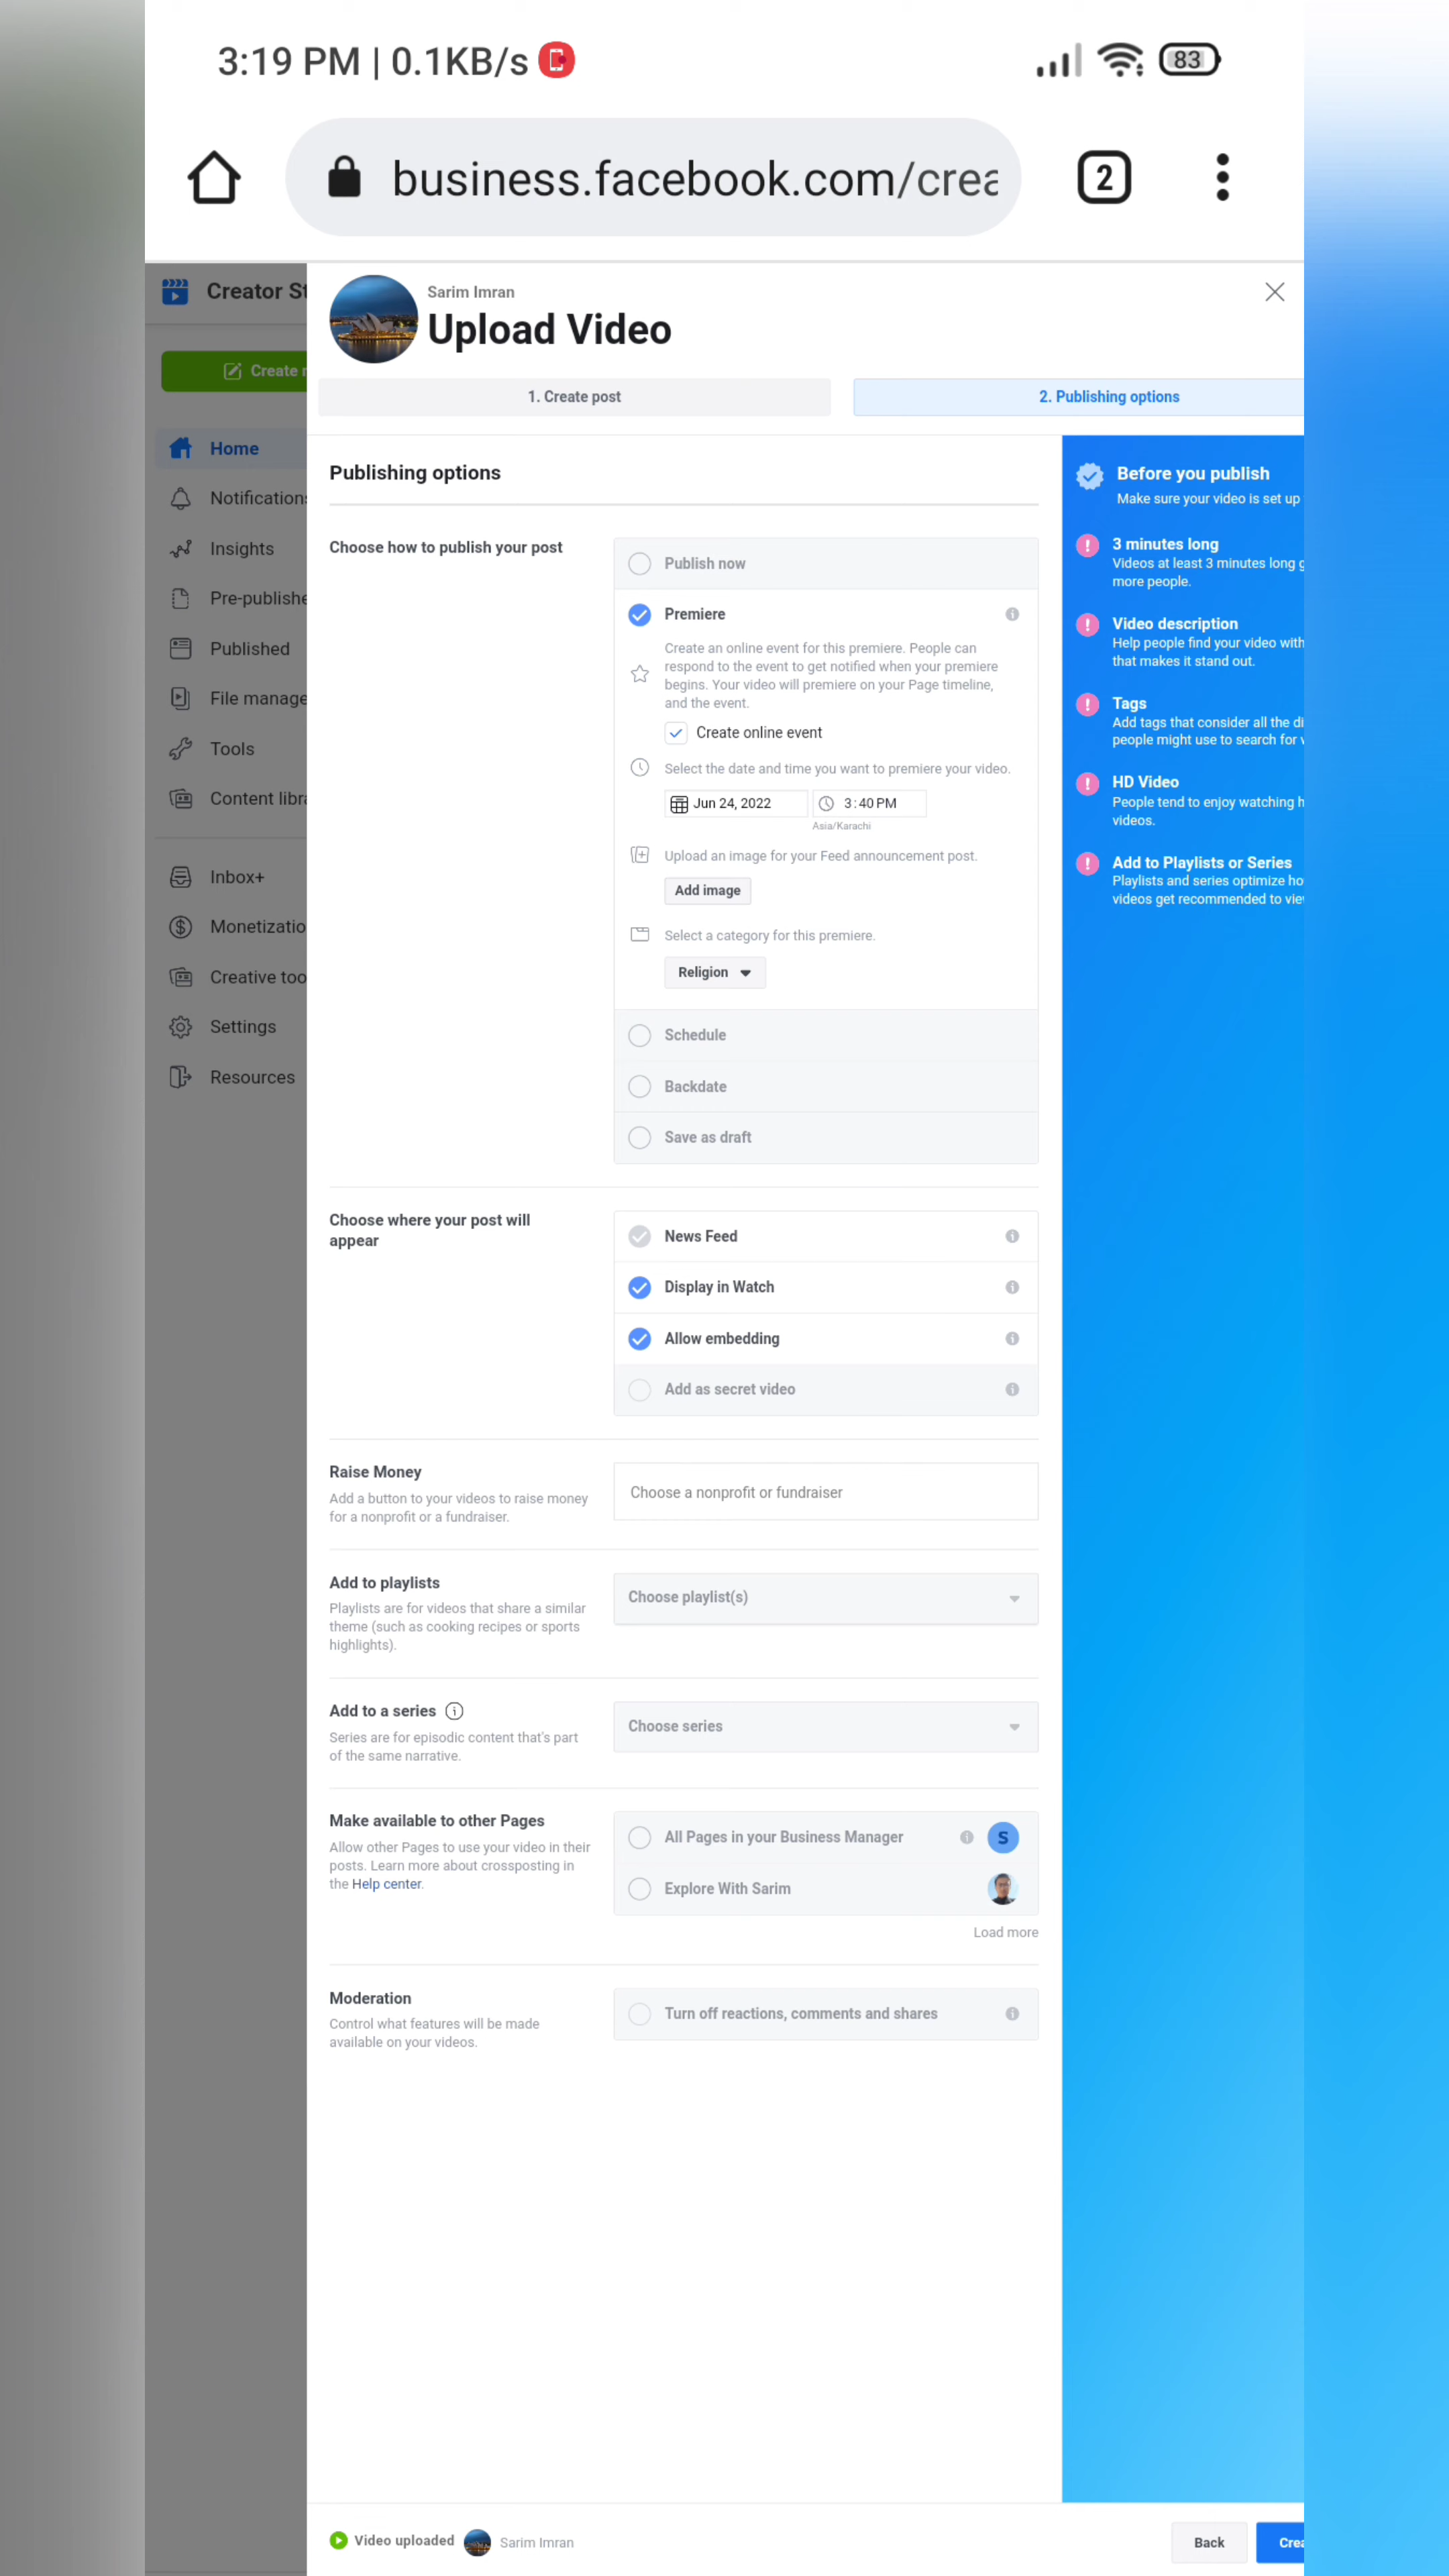 3:19 PM | 0.1KB/s
83
business.facebook.com/crea
2
Creator St
Create
Home
Notifications
Insights
Pre-publishe
Published
File manage
Tools
Content libra
Inbox+
Monetizatio
Creative too
Settings
Resources
Sarim Imran
Upload Video
1. Create post
2. Publishing options
Publishing options
Choose how to publish your post
Publish now
Premiere
Create an online event for this premiere. People can
respond to the event to get notified when your premiere
begins. Your video will premiere on your Page timeline,
and the event.
Create online event
Select the date and time you want to premiere your video.
Jun 24, 2022
3:40 PM
Asia/Karachi
Upload an image for your Feed announcement post.
Add image
Select a category for this premiere.
Religion
Schedule
Backdate
Save as draft
Choose where your post will
appear
News Feed
Display in Watch
Allow embedding
Add as secret video
Raise Money
Add a button to your videos to raise money
for a nonprofit or a fundraiser.
Choose a nonprofit or fundraiser
Add to playlists
Playlists are for videos that share a similar
theme (such as cooking recipes or sports
highlights).
Choose playlist(s)
Add to a series
Series are for episodic content that's part
of the same narrative.
Choose series
Make available to other Pages
Allow other Pages to use your video in their
posts. Learn more about crossposting in
the Help center.
All Pages in your Business Manager
S
Explore With Sarim
Load more
Moderation
Control what features will be made
available on your videos.
Turn off reactions, comments and shares
Before you publish
Make sure your video is set up
3 minutes long
Videos at least 3 minutes long g
more people.
Video description
Help people find your video with
that makes it stand out.
Tags
Add tags that consider all the di
people might use to search for v
HD Video
People tend to enjoy watching h
videos.
Add to Playlists or Series
Playlists and series optimize ho
videos get recommended to vie
Video uploaded
Sarim Imran
Back
Crea